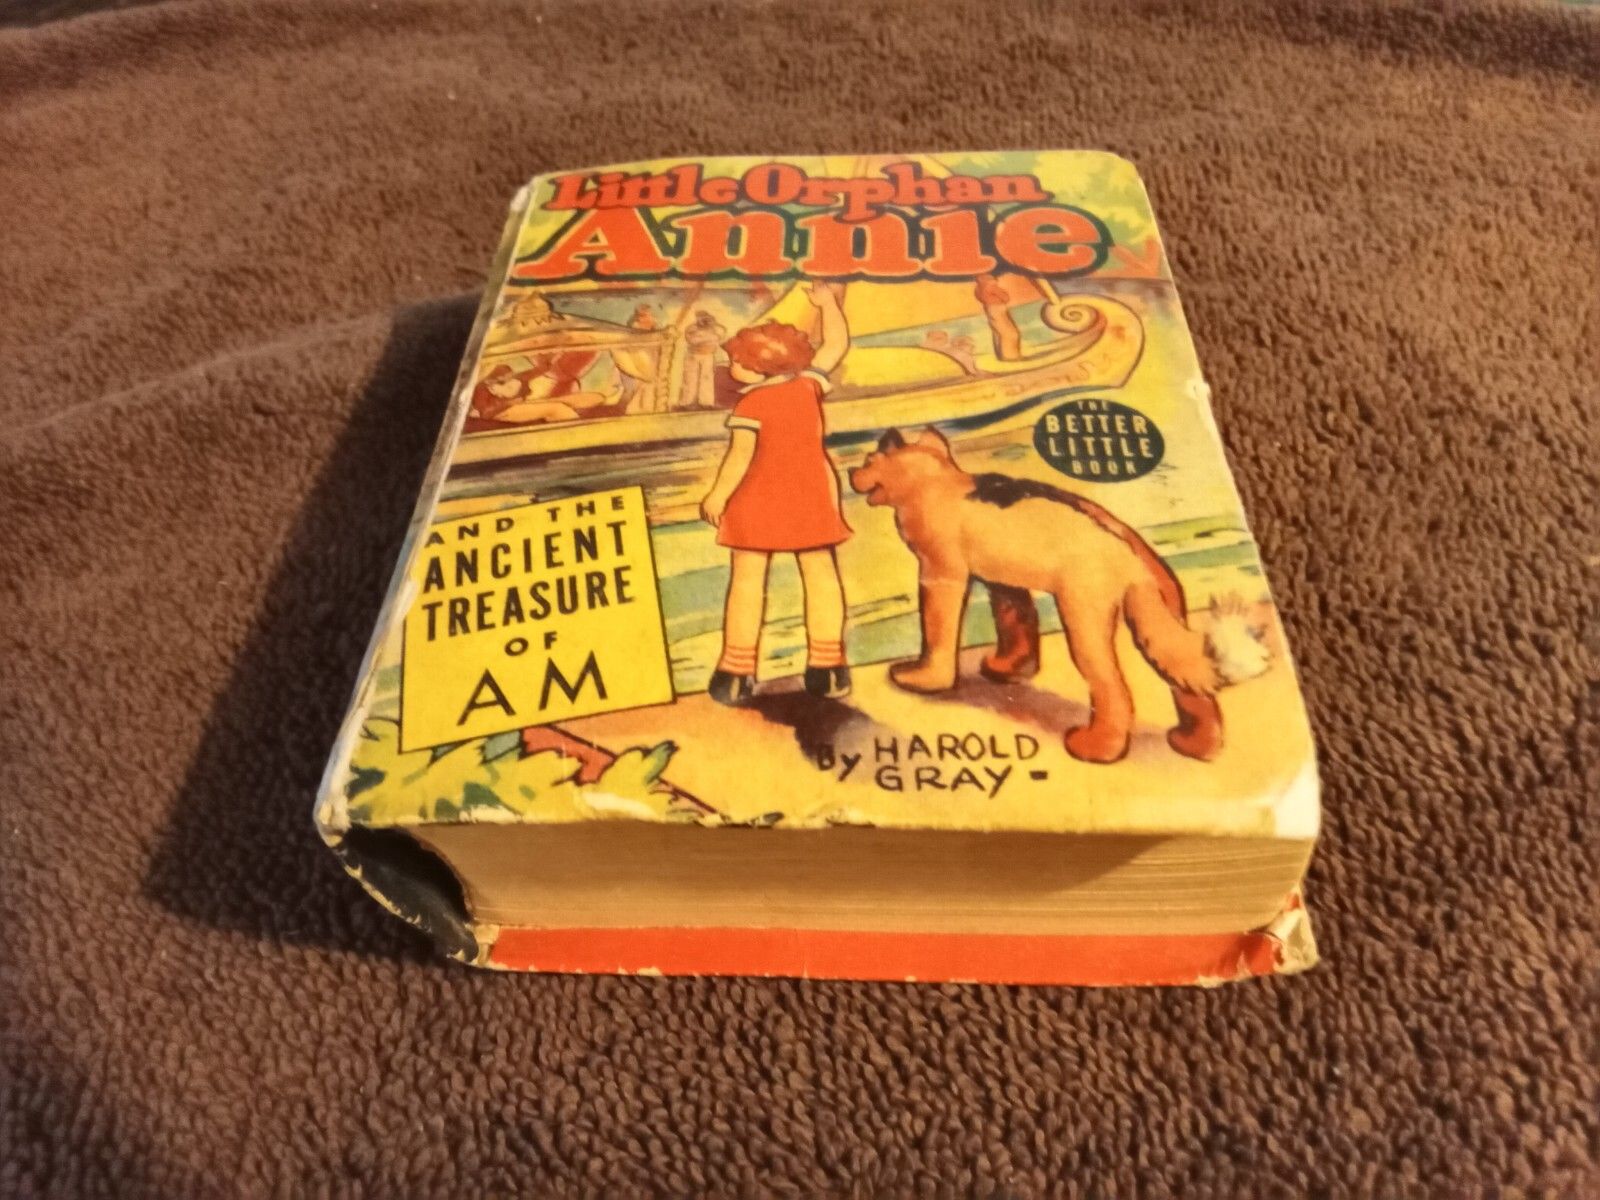 Little Orphan
Annie
THE
BETTER
LITTLE
BOOK
AND THE
ANCIENT
TREASURE
OF
AM
By HAROLD
GRAY-